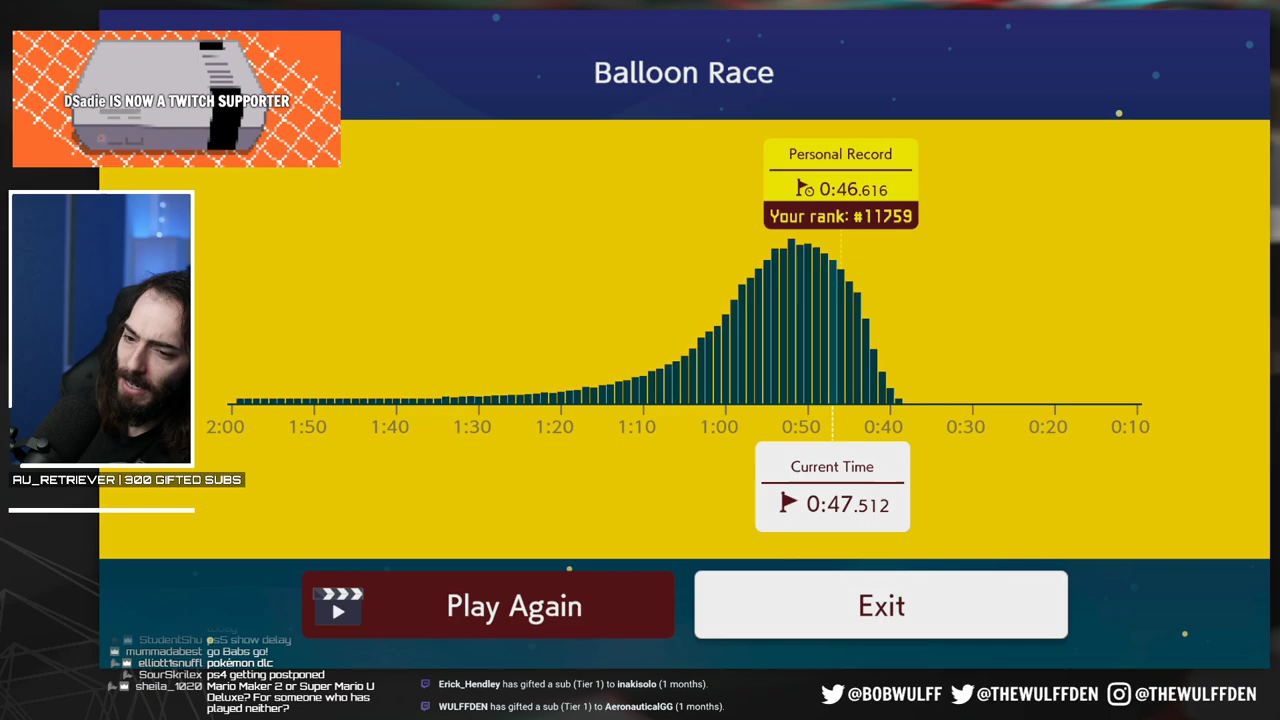 Balloon Race
DSadie IS NOW A TWITCH SUPPORTER
Personal Record
0:46.616
Your rank: #11759
2:00 1:50 1:40 1:30 1:20 1:10 1:00 0:50 0:40 0:30 0:20 0:10
Current Time
0:47.512
AU_RETRIEVER | 300 GIFTED SUBS
Play Again
Exit
StudentShu ps5 show delay
mummadabest go Babs go!
elliott1snuffl pokémon dlc
SourSkrilex ps4 getting postponed
sheila_1020 Mario Maker 2 or Super Mario U
Deluxe? For someone who has
played neither?
Erick_Hendley has gifted a sub (Tier 1) to inakisolo (1 months).
WULFFDEN has gifted a sub (Tier 1) to AeronauticalGG (1 months).
@BOBWULFF @THEWULFFDEN @THEWULFFDEN